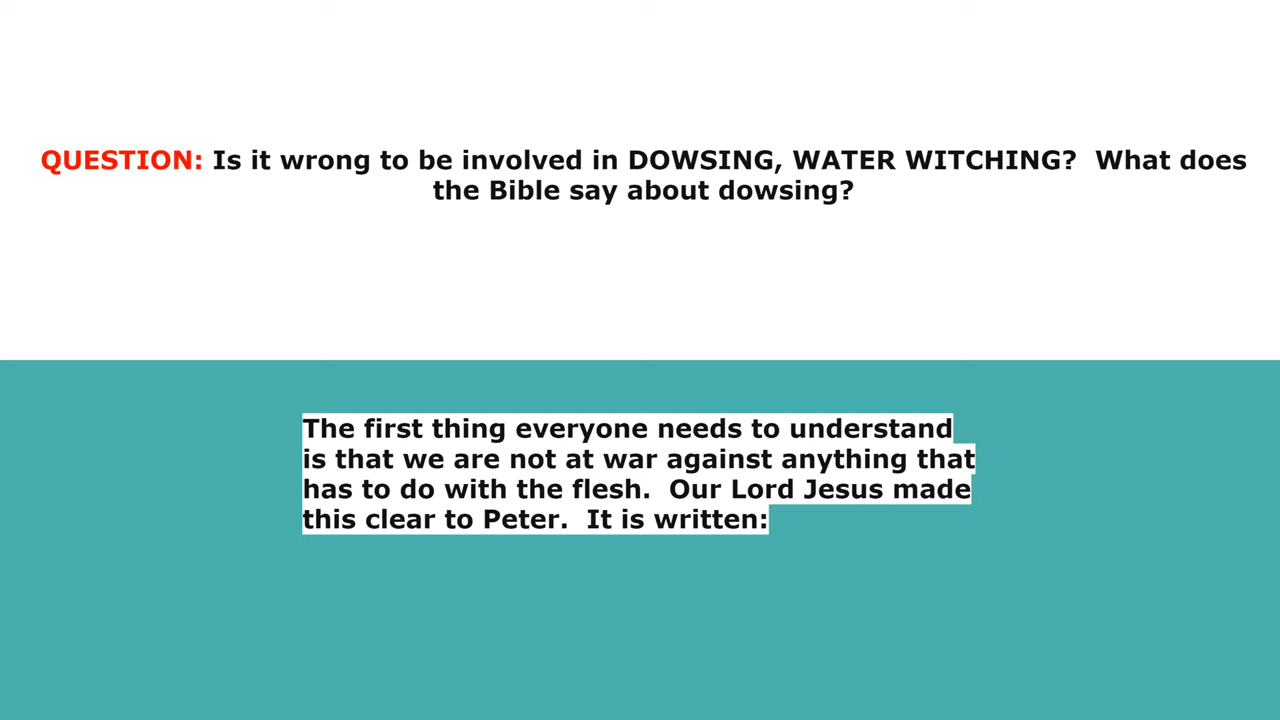 QUESTION: Is it wrong to be involved in DOWSING, WATER WITCHING?  What does
the Bible say about dowsing?
The first thing everyone needs to understand
is that we are not at war against anything that
has to do with the flesh.  Our Lord Jesus made
this clear to Peter.  It is written: